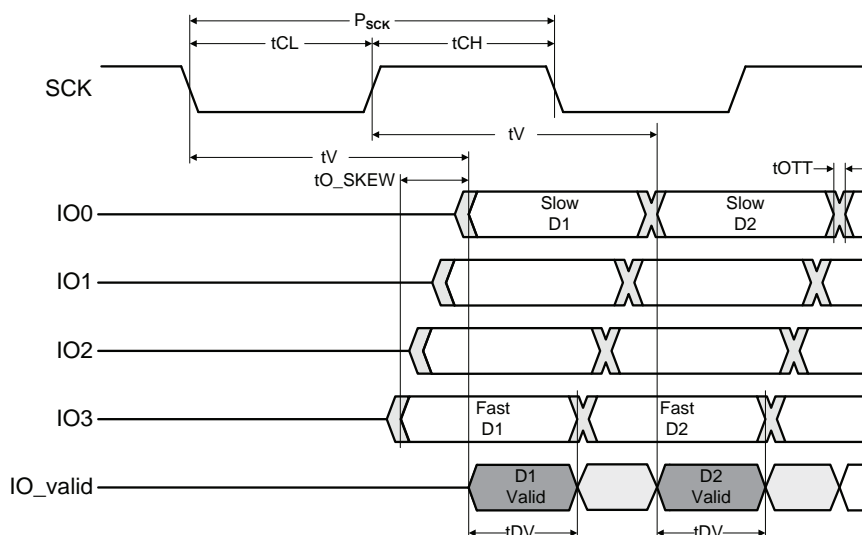 P_SCK
tCL
tCH
SCK
tV
tV
tO_SKEW
tOTT
IO0
Slow
D1
Slow
D2
IO1
IO2
IO3
Fast
D1
Fast
D2
IO_valid
D1
Valid
D2
Valid
tDV
tDV